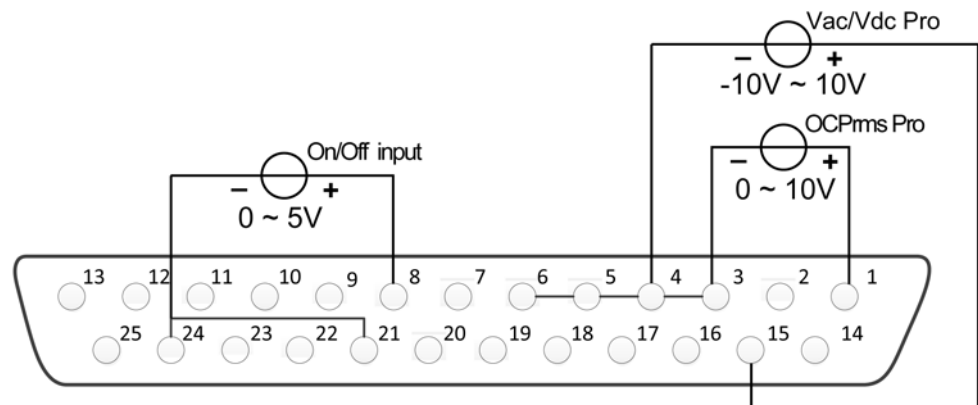 Vac/Vdc Pro
− +
-10V ~ 10V
OCPrms Pro
− +
0 ~ 10V
On/Off input
− +
0 ~ 5V
13 12 11 10 9 8 7 6 5 4 3 2 1
25 24 23 22 21 20 19 18 17 16 15 14